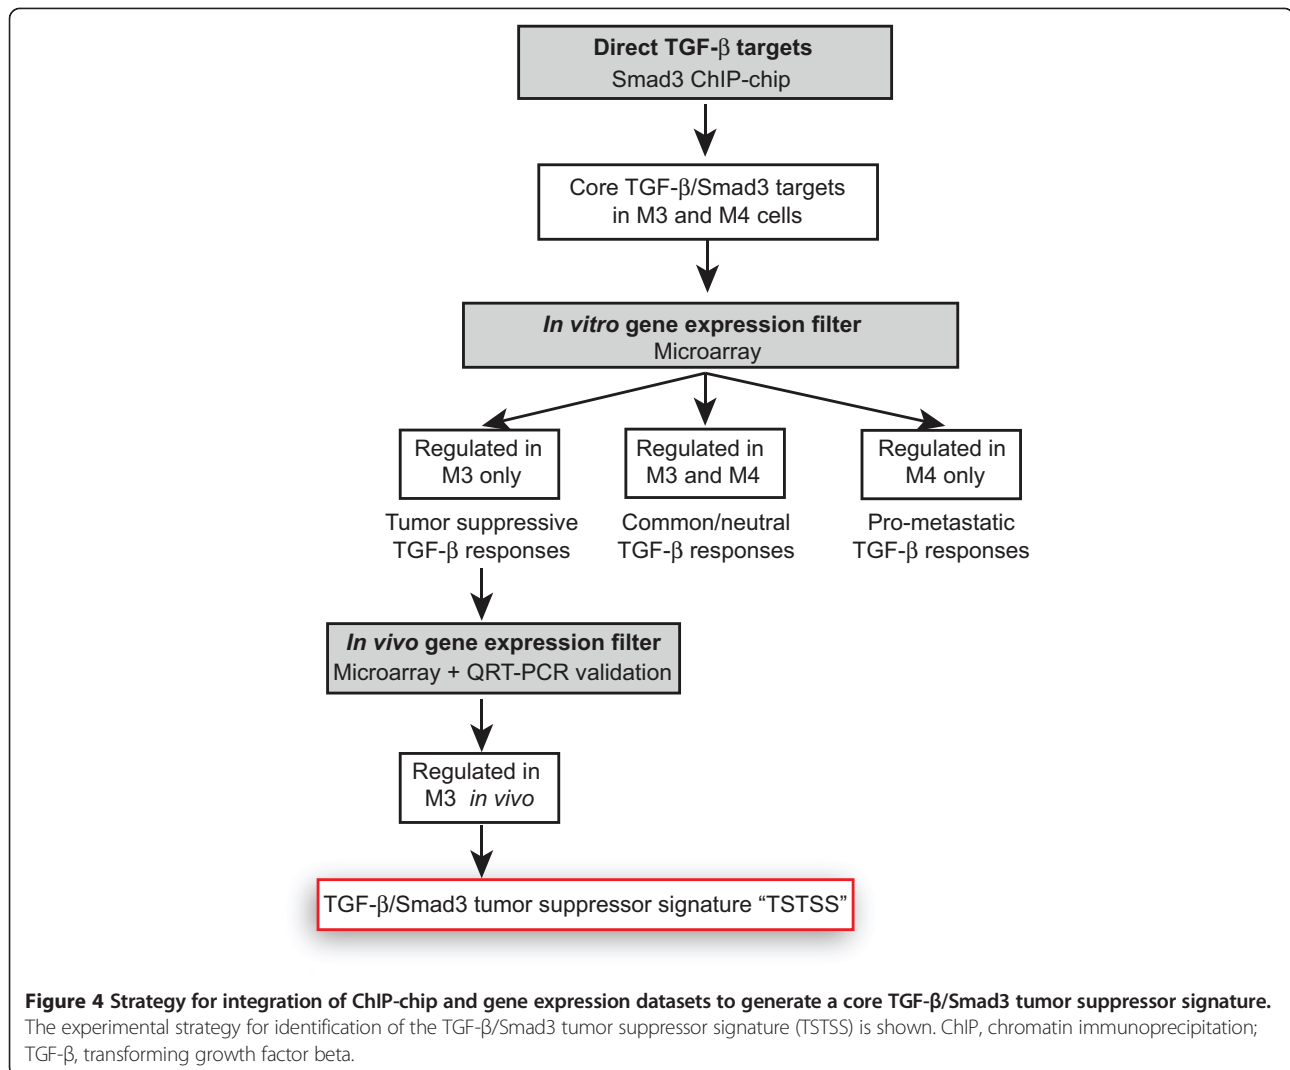 Direct TGF-β targets
Smad3 ChIP-chip
Core TGF-β/Smad3 targets
in M3 and M4 cells
In vitro gene expression filter
Microarray
Regulated in
M3 only
Regulated in
M3 and M4
Regulated in
M4 only
Tumor suppressive
TGF-β responses
Common/neutral
TGF-β responses
Pro-metastatic
TGF-β responses
In vivo gene expression filter
Microarray + QRT-PCR validation
Regulated in
M3 in vivo
TGF-β/Smad3 tumor suppressor signature “TSTSS”
Figure 4 Strategy for integration of ChIP-chip and gene expression datasets to generate a core TGF-β/Smad3 tumor suppressor signature.
The experimental strategy for identification of the TGF-β/Smad3 tumor suppressor signature (TSTSS) is shown. ChIP, chromatin immunoprecipitation;
TGF-β, transforming growth factor beta.